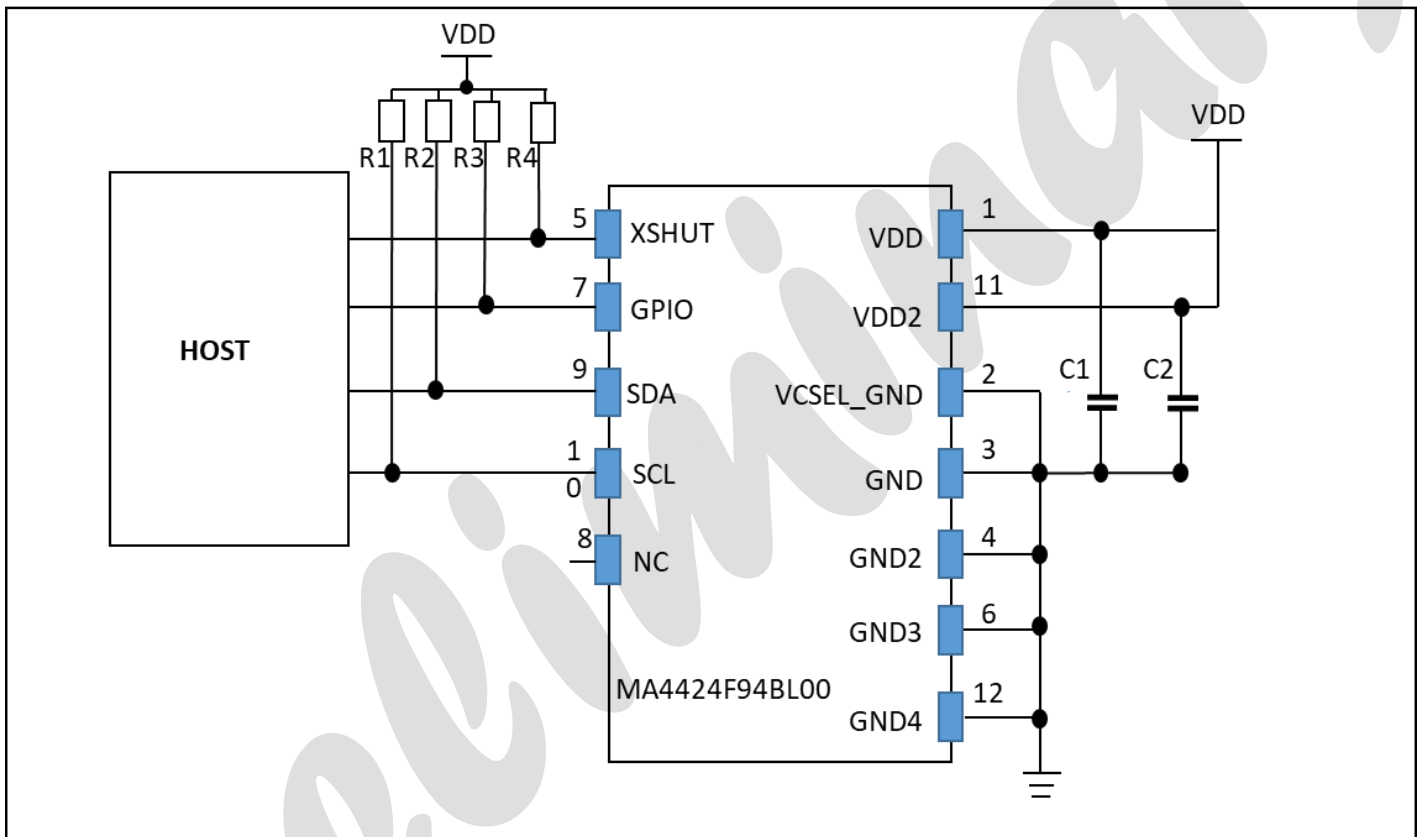 VDD
VDD
R1 R2 R3 R4
HOST
5 XSHUT
7 GPIO
9 SDA
1
0 SCL
8 NC
VDD 1
VDD2 11
VCSEL_GND 2
GND 3
GND2 4
GND3 6
GND4 12
C1 C2
MA4424F94BL00
elimina